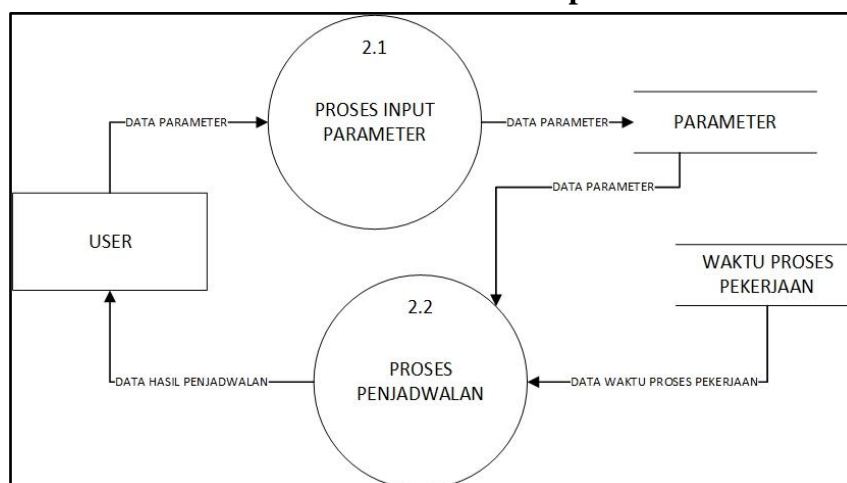 2.1
PROSES INPUT
PARAMETER
DATA PARAMETER
DATA PARAMETER
PARAMETER
DATA PARAMETER
USER
WAKTU PROSES
PEKERJAAN
2.2
PROSES
PENJADWALAN
DATA HASIL PENJADWALAN
DATA WAKTU PROSES PEKERJAAN